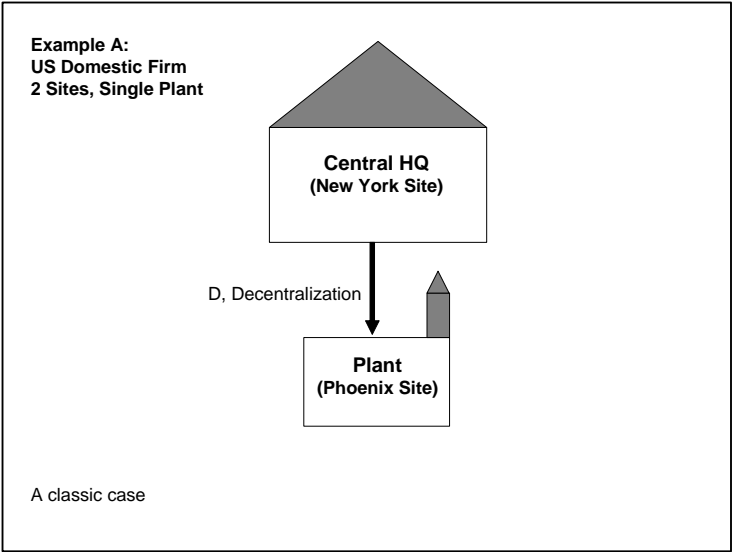 Example A:
US Domestic Firm
2 Sites, Single Plant
Central HQ
(New York Site)
D, Decentralization
Plant
(Phoenix Site)
A classic case